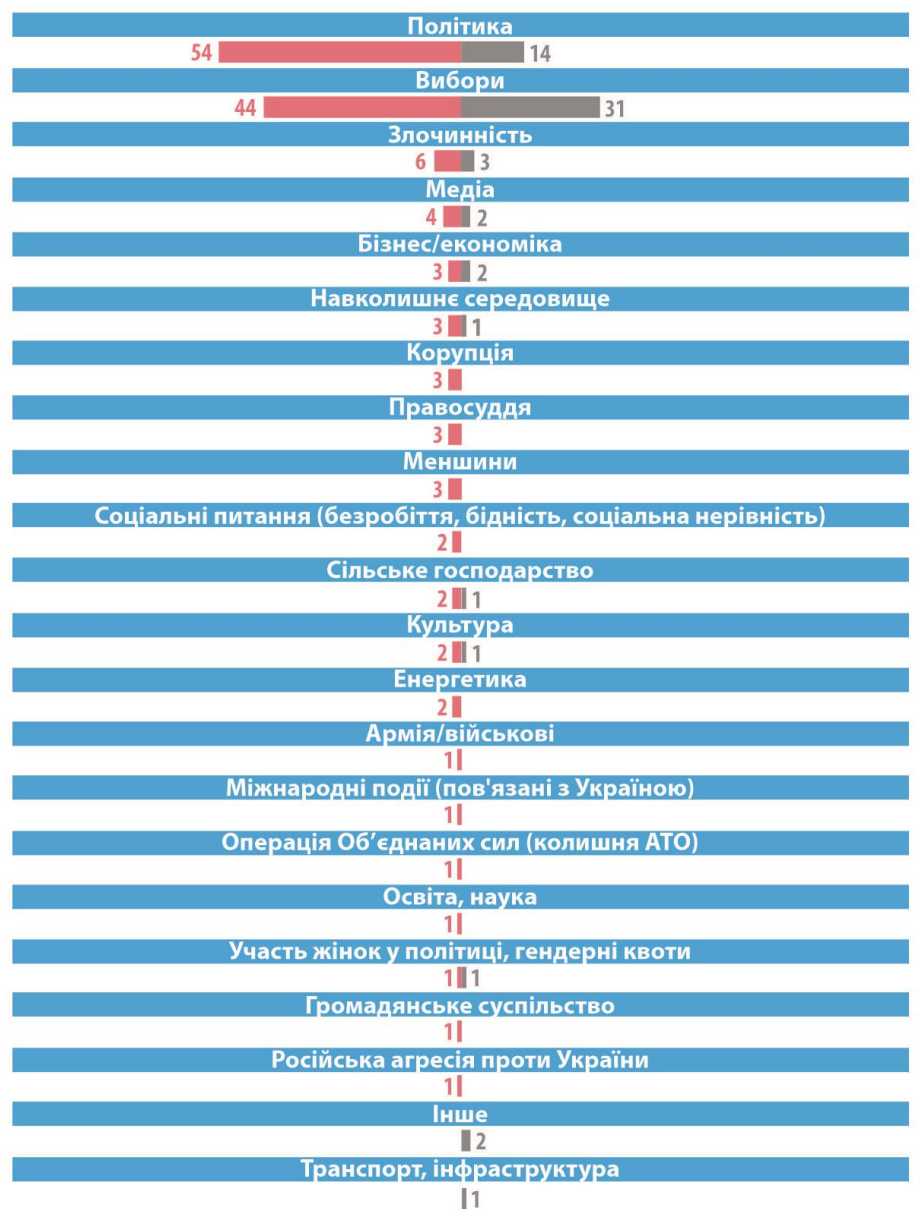 Політика
54 14
Вибори
44 31
Злочинність
6 3
Медіа
4 2
Бізнес/економіка
3 2
Навколишнє середовище
3 1
Корупція
3
Правосуддя
3
Меншини
3
Соціальні питання (безробіття, бідність, соціальна нерівність)
2
Сільське господарство
2 1
Культура
2 1
Енергетика
2
Армія/військові
1
Міжнародні події (пов'язані з Україною)
1
Операція Об’єднаних сил (колишня АТО)
1
Освіта, наука
1
Участь жінок у політиці, гендерні квоти
1 1
Громадянське суспільство
1
Російська агресія проти України
1
Інше
2
Транспорт, інфраструктура
1